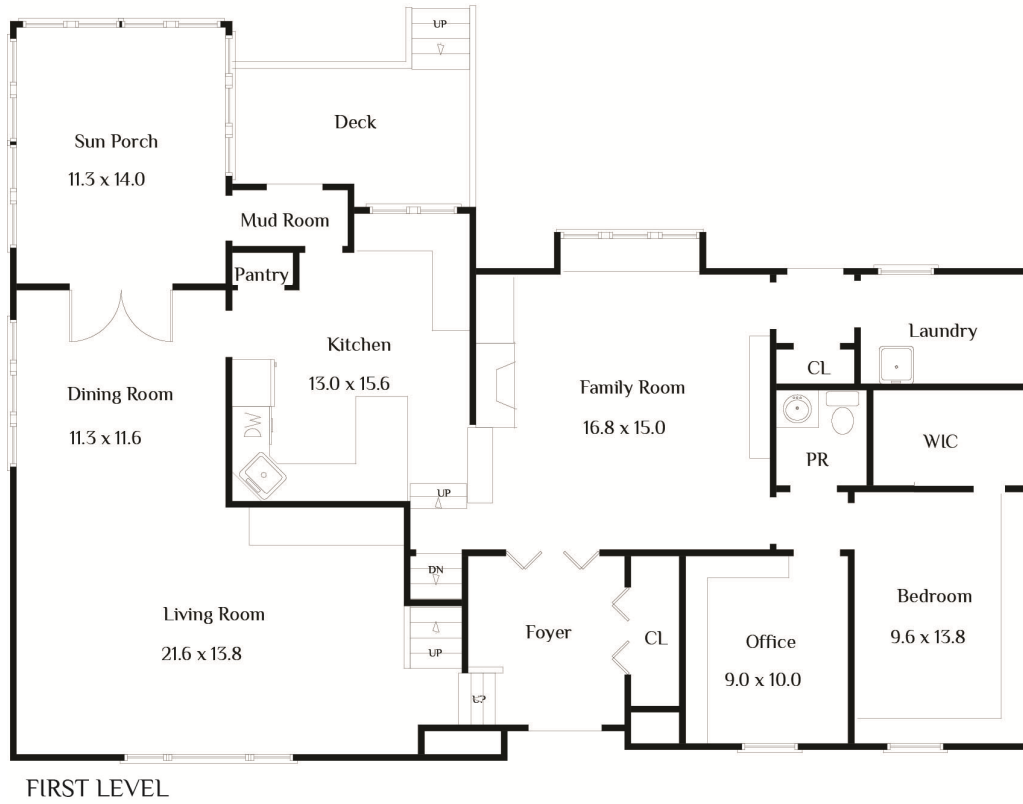 UP
Deck
Sun Porch
11.3 x 14.0
Mud Room
Pantry
Kitchen
13.0 x 15.6
Laundry
CL
Family Room
16.8 x 15.0
Dining Room
11.3 x 11.6
DW
WIC
PR
UP
DN
Living Room
21.6 x 13.8
UP
Foyer
CL
Office
9.0 x 10.0
Bedroom
9.6 x 13.8
UP
FIRST LEVEL